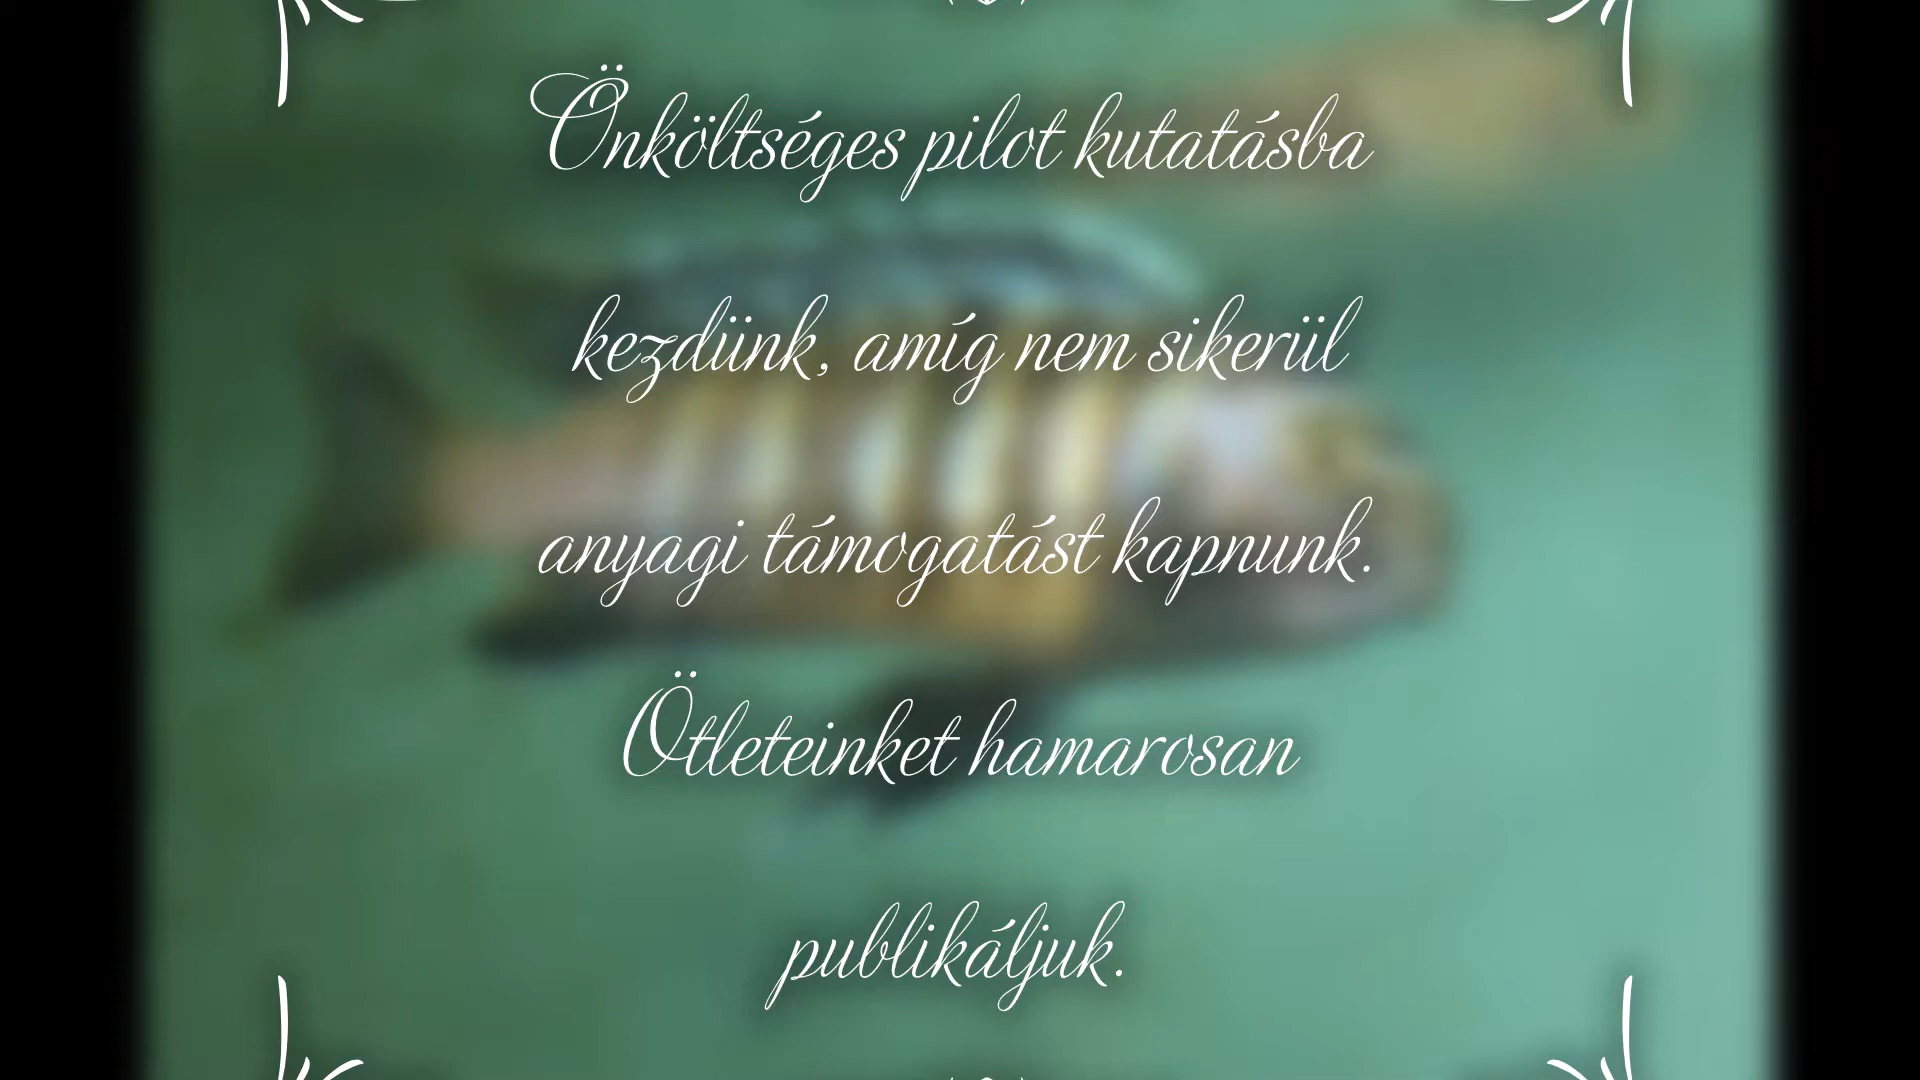 Önköltséges pilot kutatásba
kezdünk, amíg nem sikerül
anyagi támogatást kapnunk.
Ötleteinket hamarosan
publikáljuk.